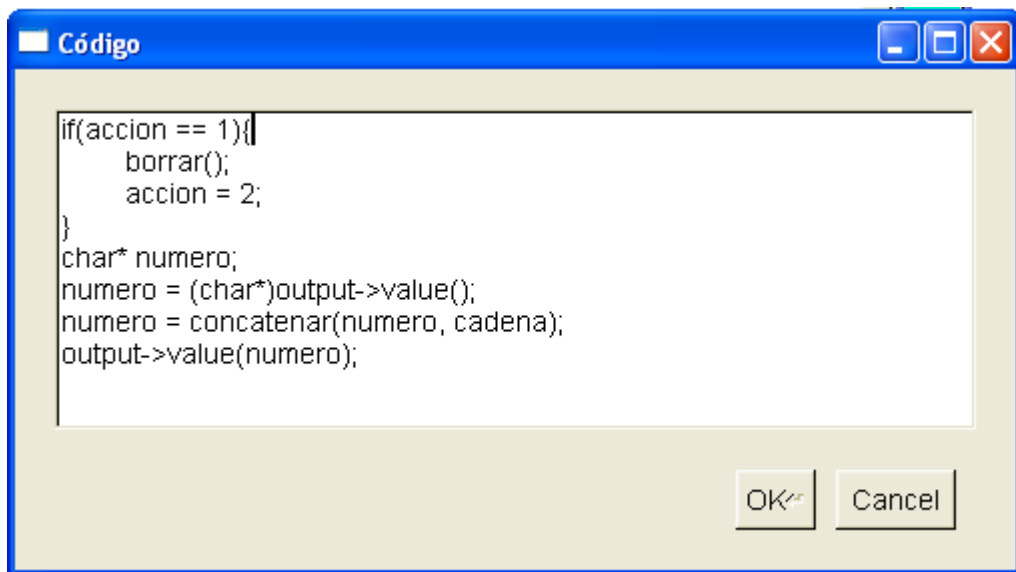 Código
if(accion == 1){
borrar();
accion = 2;
}
char* numero;
numero = (char*)output->value();
numero = concatenar(numero, cadena);
output->value(numero);
OK
Cancel